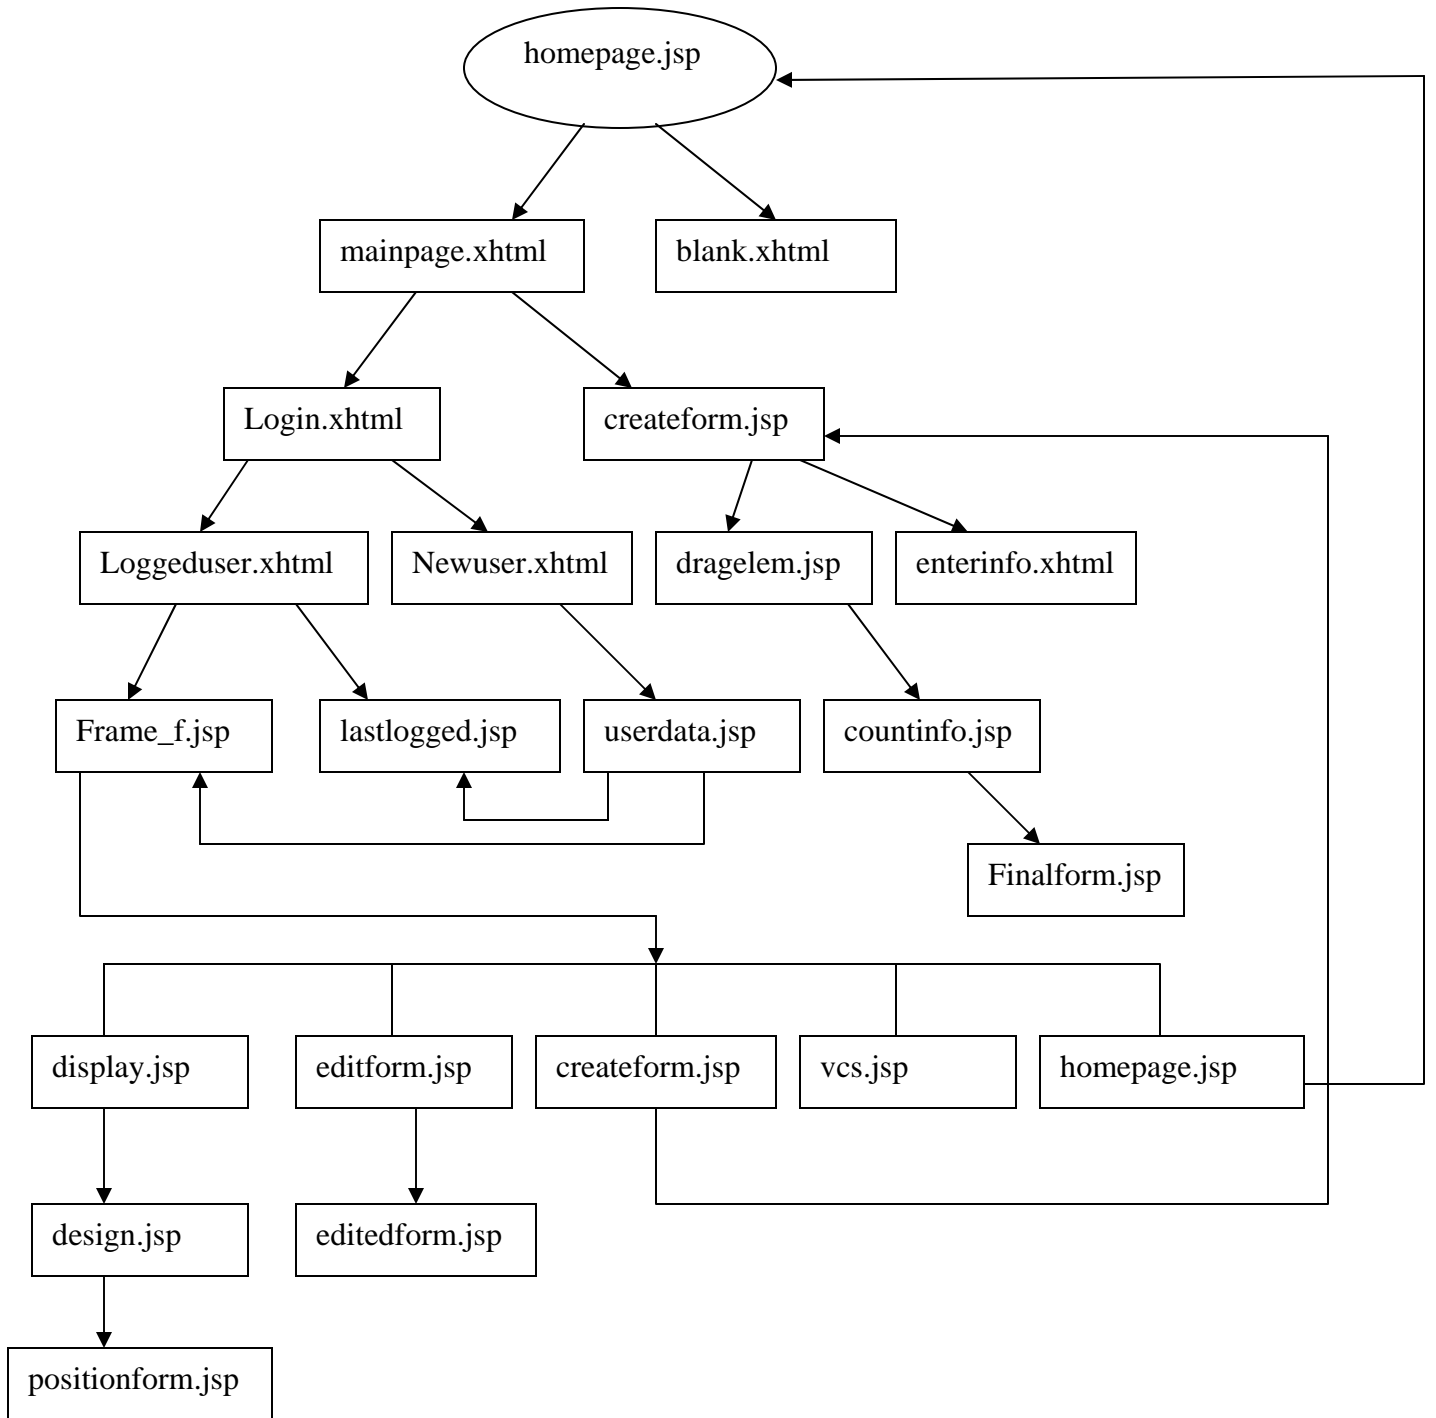 homepage.jsp
mainpage.xhtml
blank.xhtml
Login.xhtml
createform.jsp
Loggeduser.xhtml
Newuser.xhtml
dragelem.jsp
enterinfo.xhtml
Frame_f.jsp
lastlogged.jsp
userdata.jsp
countinfo.jsp
Finalform.jsp
display.jsp
editform.jsp
createform.jsp
vcs.jsp
homepage.jsp
design.jsp
editedform.jsp
positionform.jsp